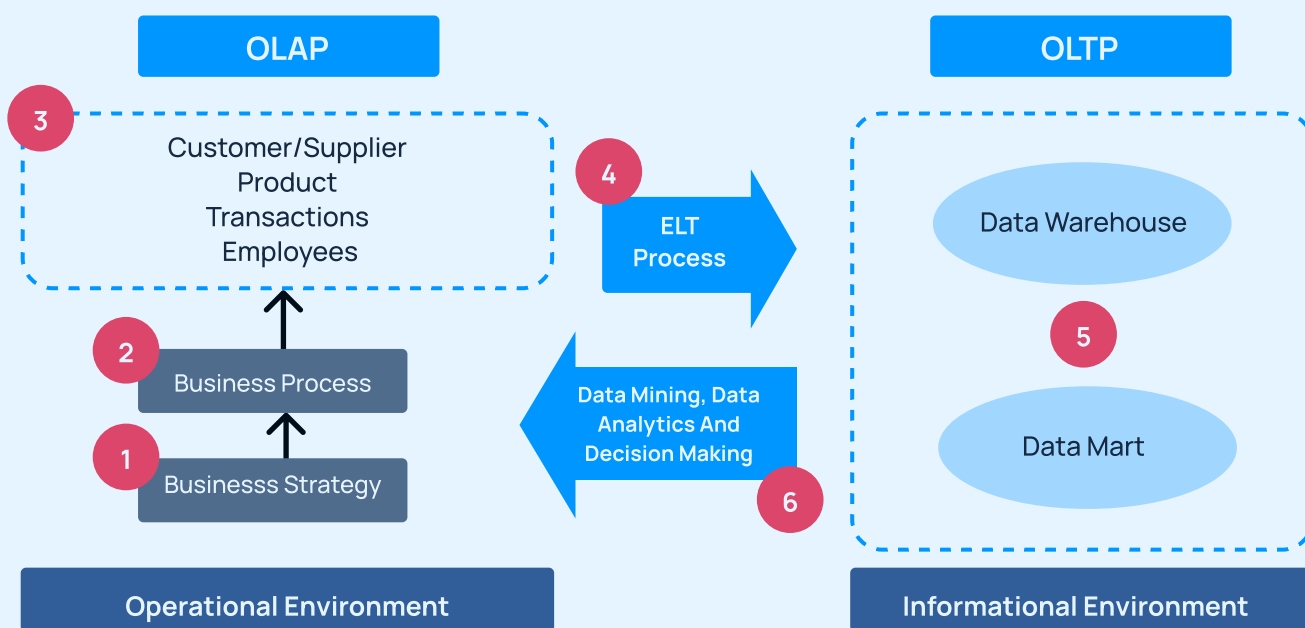 OLAP
OLTP
3
Customer/Supplier
Product
Transactions
Employees
4
ELT
Process
Data Warehouse
2
Business Process
5
1
Businesss Strategy
Data Mining, Data
Analytics And
Decision Making
6
Data Mart
Operational Environment
Informational Environment